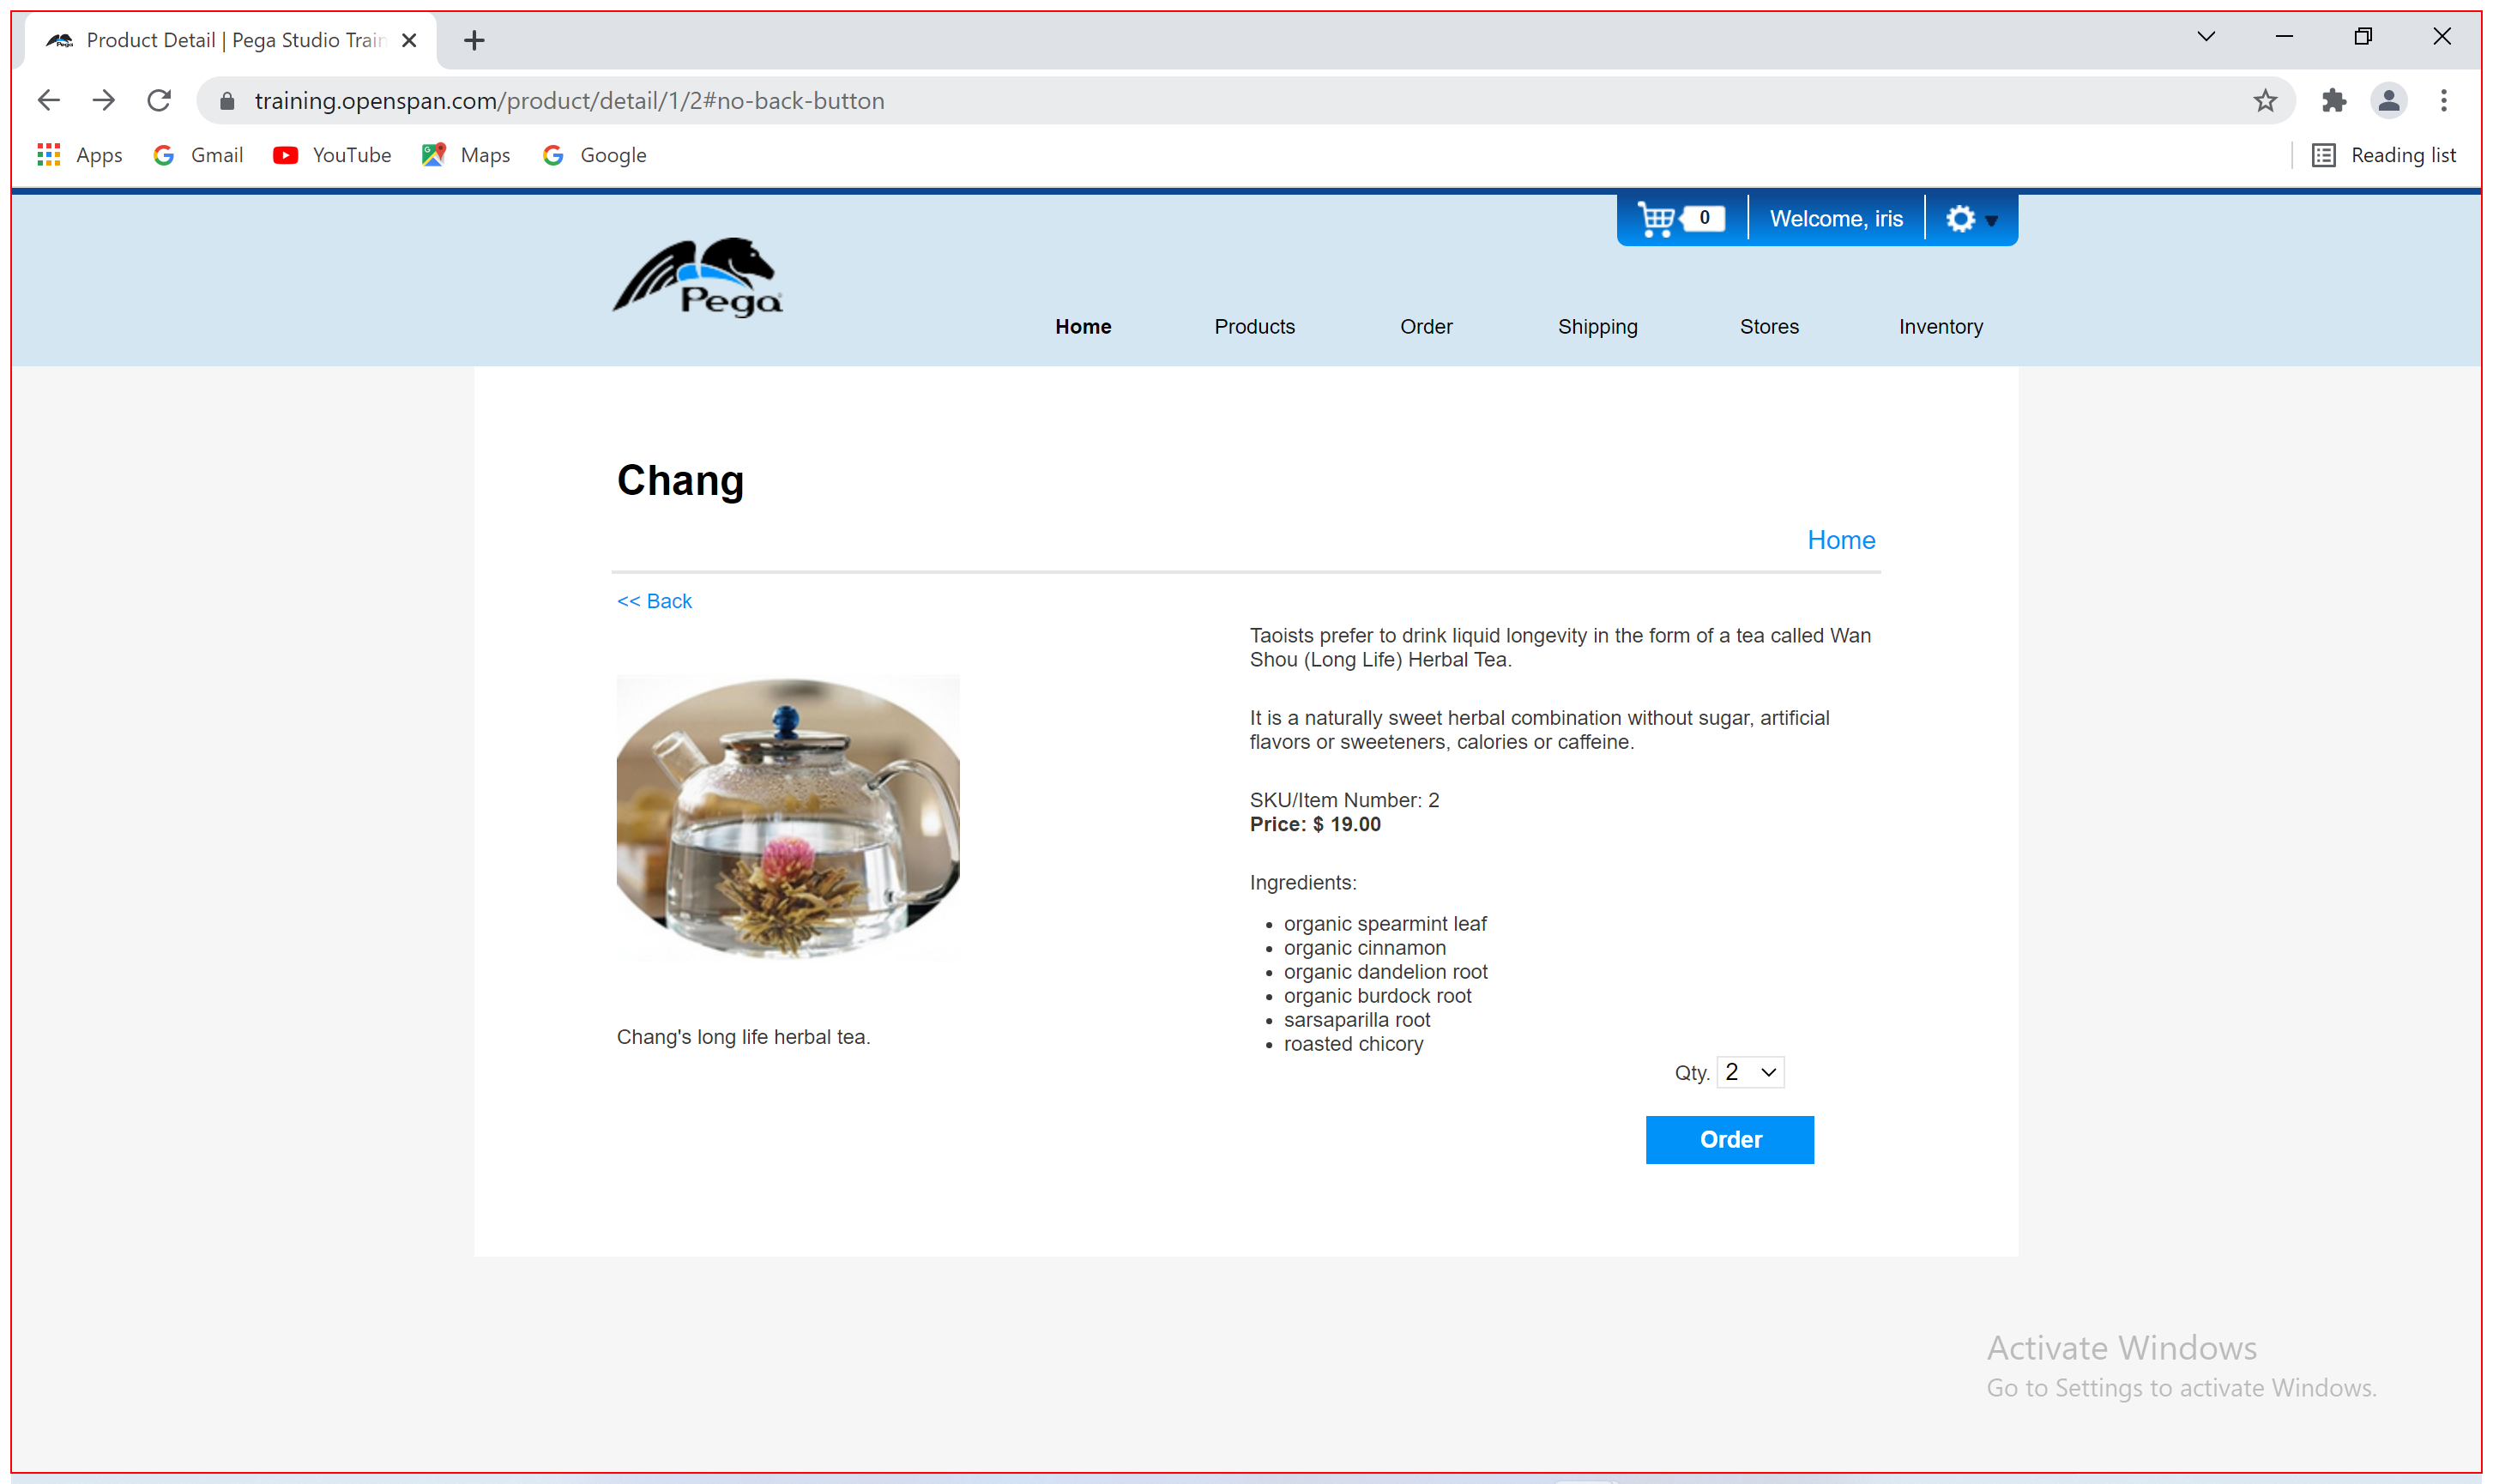 Product Detail | Pega Studio Train
training.openspan.com/product/detail/1/2#no-back-button
Apps Gmail YouTube Maps Google Reading list
0 Welcome, iris
Pega
Home Products Order Shipping Stores Inventory
Chang
Home
<< Back
Taoists prefer to drink liquid longevity in the form of a tea called Wan
Shou (Long Life) Herbal Tea.
It is a naturally sweet herbal combination without sugar, artificial
flavors or sweeteners, calories or caffeine.
SKU/Item Number: 2
Price: $ 19.00
Ingredients:
• organic spearmint leaf
• organic cinnamon
• organic dandelion root
• organic burdock root
• sarsaparilla root
• roasted chicory
Chang's long life herbal tea.
Qty. 2
Order
Activate Windows
Go to Settings to activate Windows.